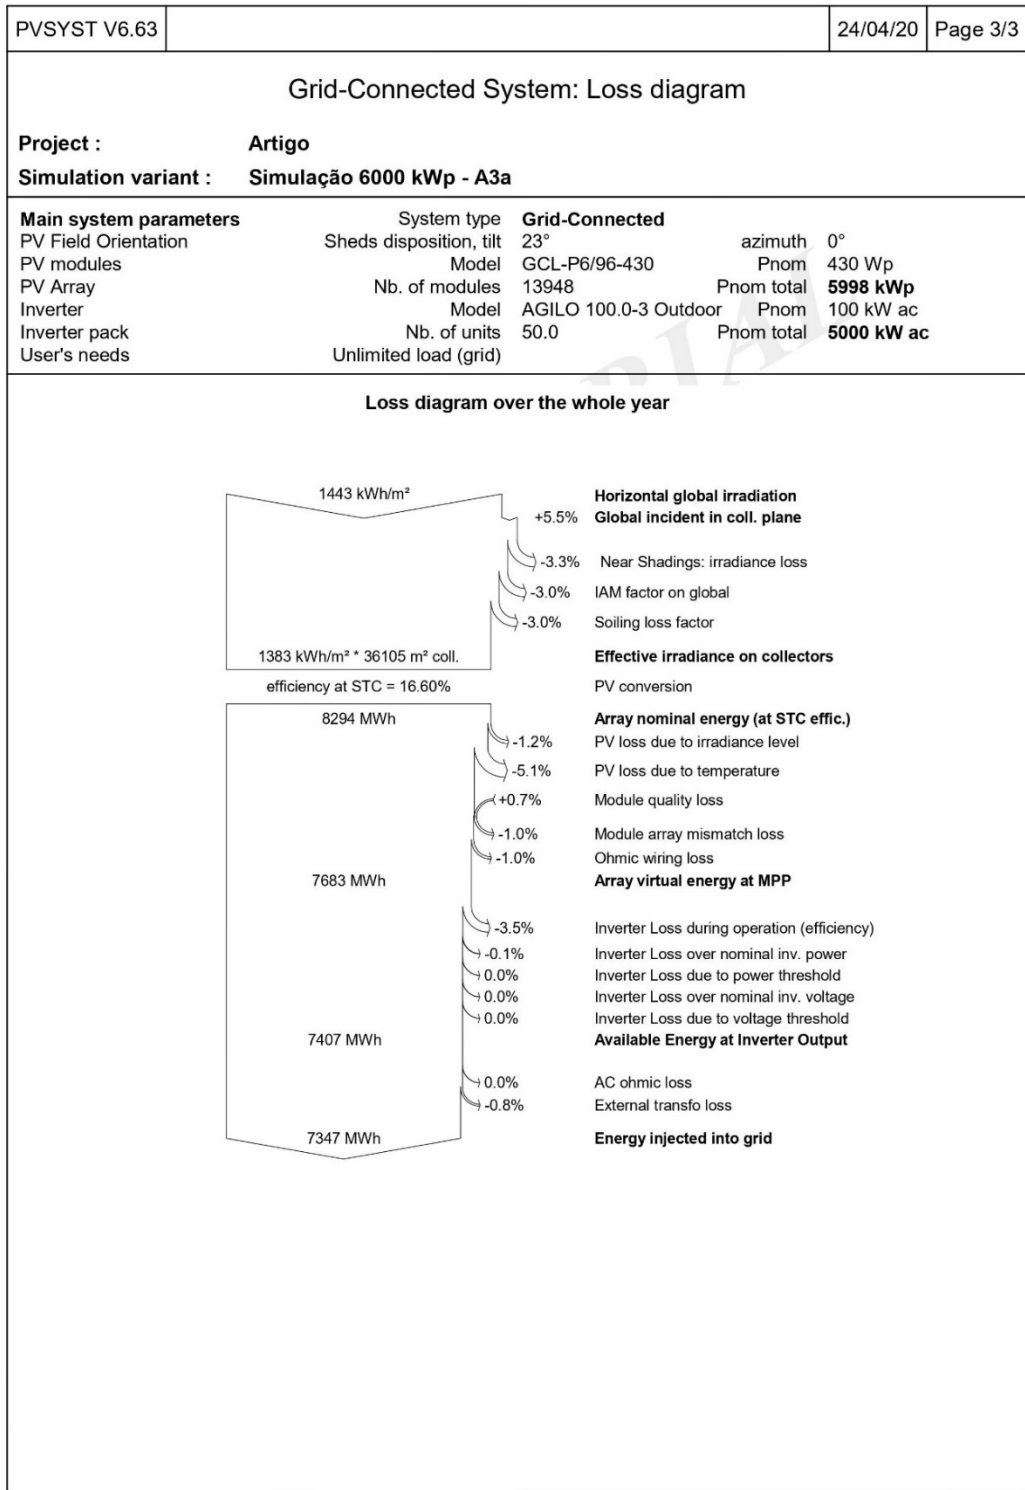 PVSYST V6.63 24/04/20 Page 3/3
Grid-Connected System: Loss diagram
Project : Artigo
Simulation variant : Simulação 6000 kWp - A3a
Main system parameters System type Grid-Connected
PV Field Orientation Sheds disposition, tilt 23° azimuth 0°
PV modules Model GCL-P6/96-430 Pnom 430 Wp
PV Array Nb. of modules 13948 Pnom total 5998 kWp
Inverter Model AGILO 100.0-3 Outdoor Pnom 100 kW ac
Inverter pack Nb. of units 50.0 Pnom total 5000 kW ac
User's needs Unlimited load (grid)
Loss diagram over the whole year
1443 kWh/m² Horizontal global irradiation
+5.5% Global incident in coll. plane
-3.3% Near Shadings: irradiance loss
-3.0% IAM factor on global
-3.0% Soiling loss factor
1383 kWh/m² * 36105 m² coll. Effective irradiance on collectors
efficiency at STC = 16.60% PV conversion
8294 MWh Array nominal energy (at STC effic.)
-1.2% PV loss due to irradiance level
-5.1% PV loss due to temperature
+0.7% Module quality loss
-1.0% Module array mismatch loss
-1.0% Ohmic wiring loss
7683 MWh Array virtual energy at MPP
-3.5% Inverter Loss during operation (efficiency)
-0.1% Inverter Loss over nominal inv. power
0.0% Inverter Loss due to power threshold
0.0% Inverter Loss over nominal inv. voltage
0.0% Inverter Loss due to voltage threshold
7407 MWh Available Energy at Inverter Output
0.0% AC ohmic loss
-0.8% External transfo loss
7347 MWh Energy injected into grid